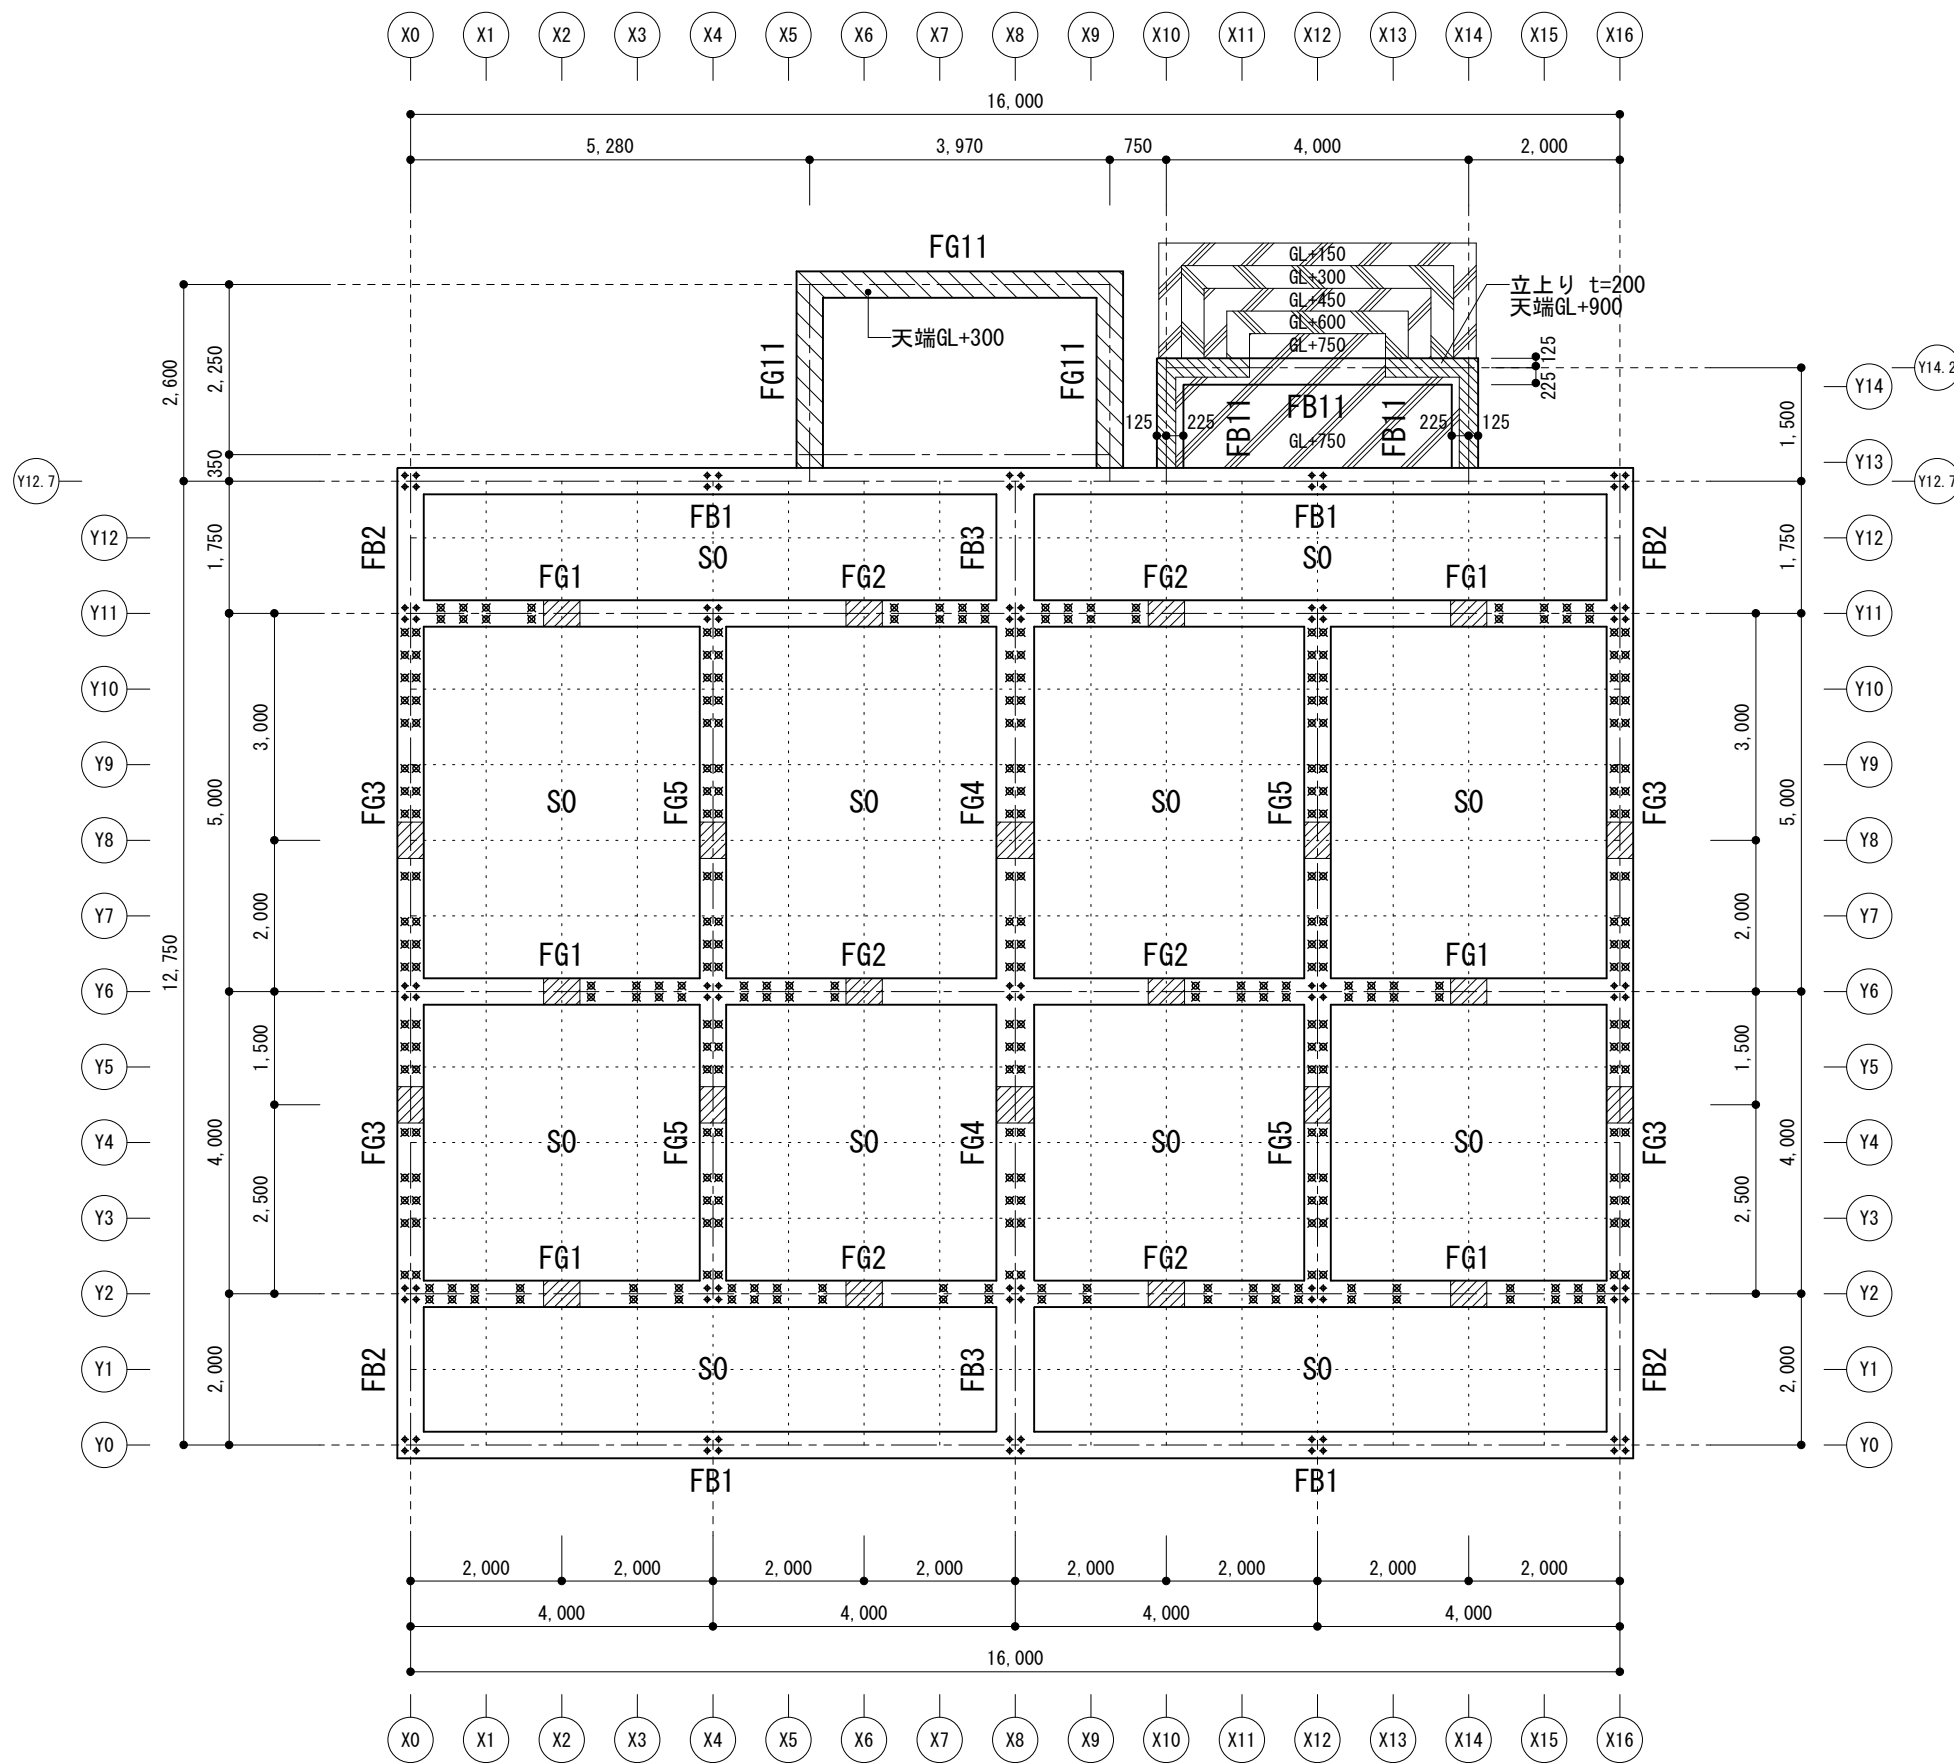 X0 X1 X2 X3 X4 X5 X6 X7 X8 X9 X10 X11 X12 X13 X14 X15 X16
16,000
5,280 3,970 750 4,000 2,000
FG11
GL+150
GL+300
GL+450
GL+600
GL+750
立上り t=200
天端GL+900
天端GL+300
FG11 FG11
2,600 2,250 350
125
225
Y14.2
Y14
1,500
FB11 FB11 FB11
125 225 GL+750 225 125
Y13
Y12.7 Y12.7
FB1 FB1
Y12 1,750 FB2 S0 FB3 S0 FB2 1,750 Y12
FG1 FG2 FG2 FG1
Y11 Y11
Y10 Y10
3,000 3,000
Y9 Y9
5,000 FG3 S0 FG5 S0 FG4 S0 FG5 S0 FG3 5,000
Y8 Y8
Y7 Y7
2,000 2,000
12,750
FG1 FG2 FG2 FG1
Y6 Y6
1,500 1,500
Y5 Y5
Y4 4,000 FG3 S0 FG5 S0 FG4 S0 FG5 S0 FG3 4,000 Y4
2,500 2,500
Y3 Y3
FG1 FG2 FG2 FG1
Y2 Y2
Y1 2,000 FB2 S0 FB3 S0 FB2 2,000 Y1
Y0 Y0
FB1 FB1
2,000 2,000 2,000 2,000 2,000 2,000 2,000 2,000
4,000 4,000 4,000 4,000
16,000
X0 X1 X2 X3 X4 X5 X6 X7 X8 X9 X10 X11 X12 X13 X14 X15 X16